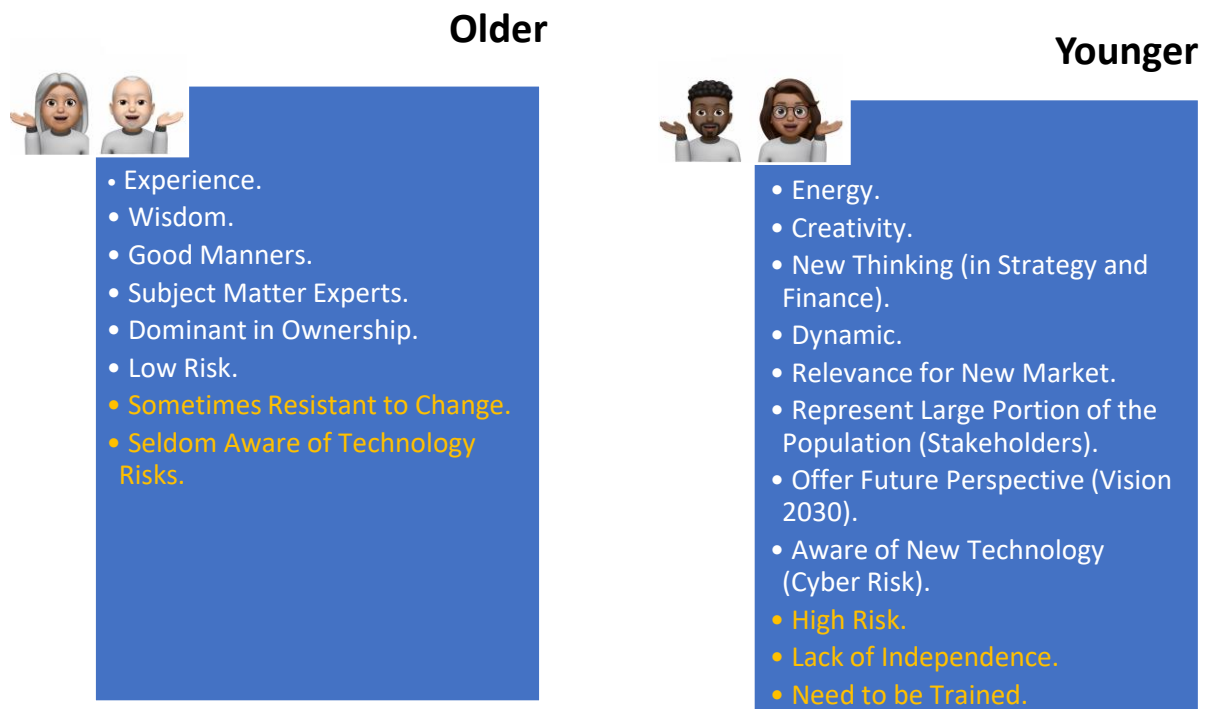 Older
• Experience.
• Wisdom.
• Good Manners.
• Subject Matter Experts.
• Dominant in Ownership.
• Low Risk.
• Sometimes Resistant to Change.
• Seldom Aware of Technology
Risks.
Younger
• Energy.
• Creativity.
• New Thinking (in Strategy and
Finance).
• Dynamic.
• Relevance for New Market.
• Represent Large Portion of the
Population (Stakeholders).
• Offer Future Perspective (Vision
2030).
• Aware of New Technology
(Cyber Risk).
• High Risk.
• Lack of Independence.
• Need to be Trained.